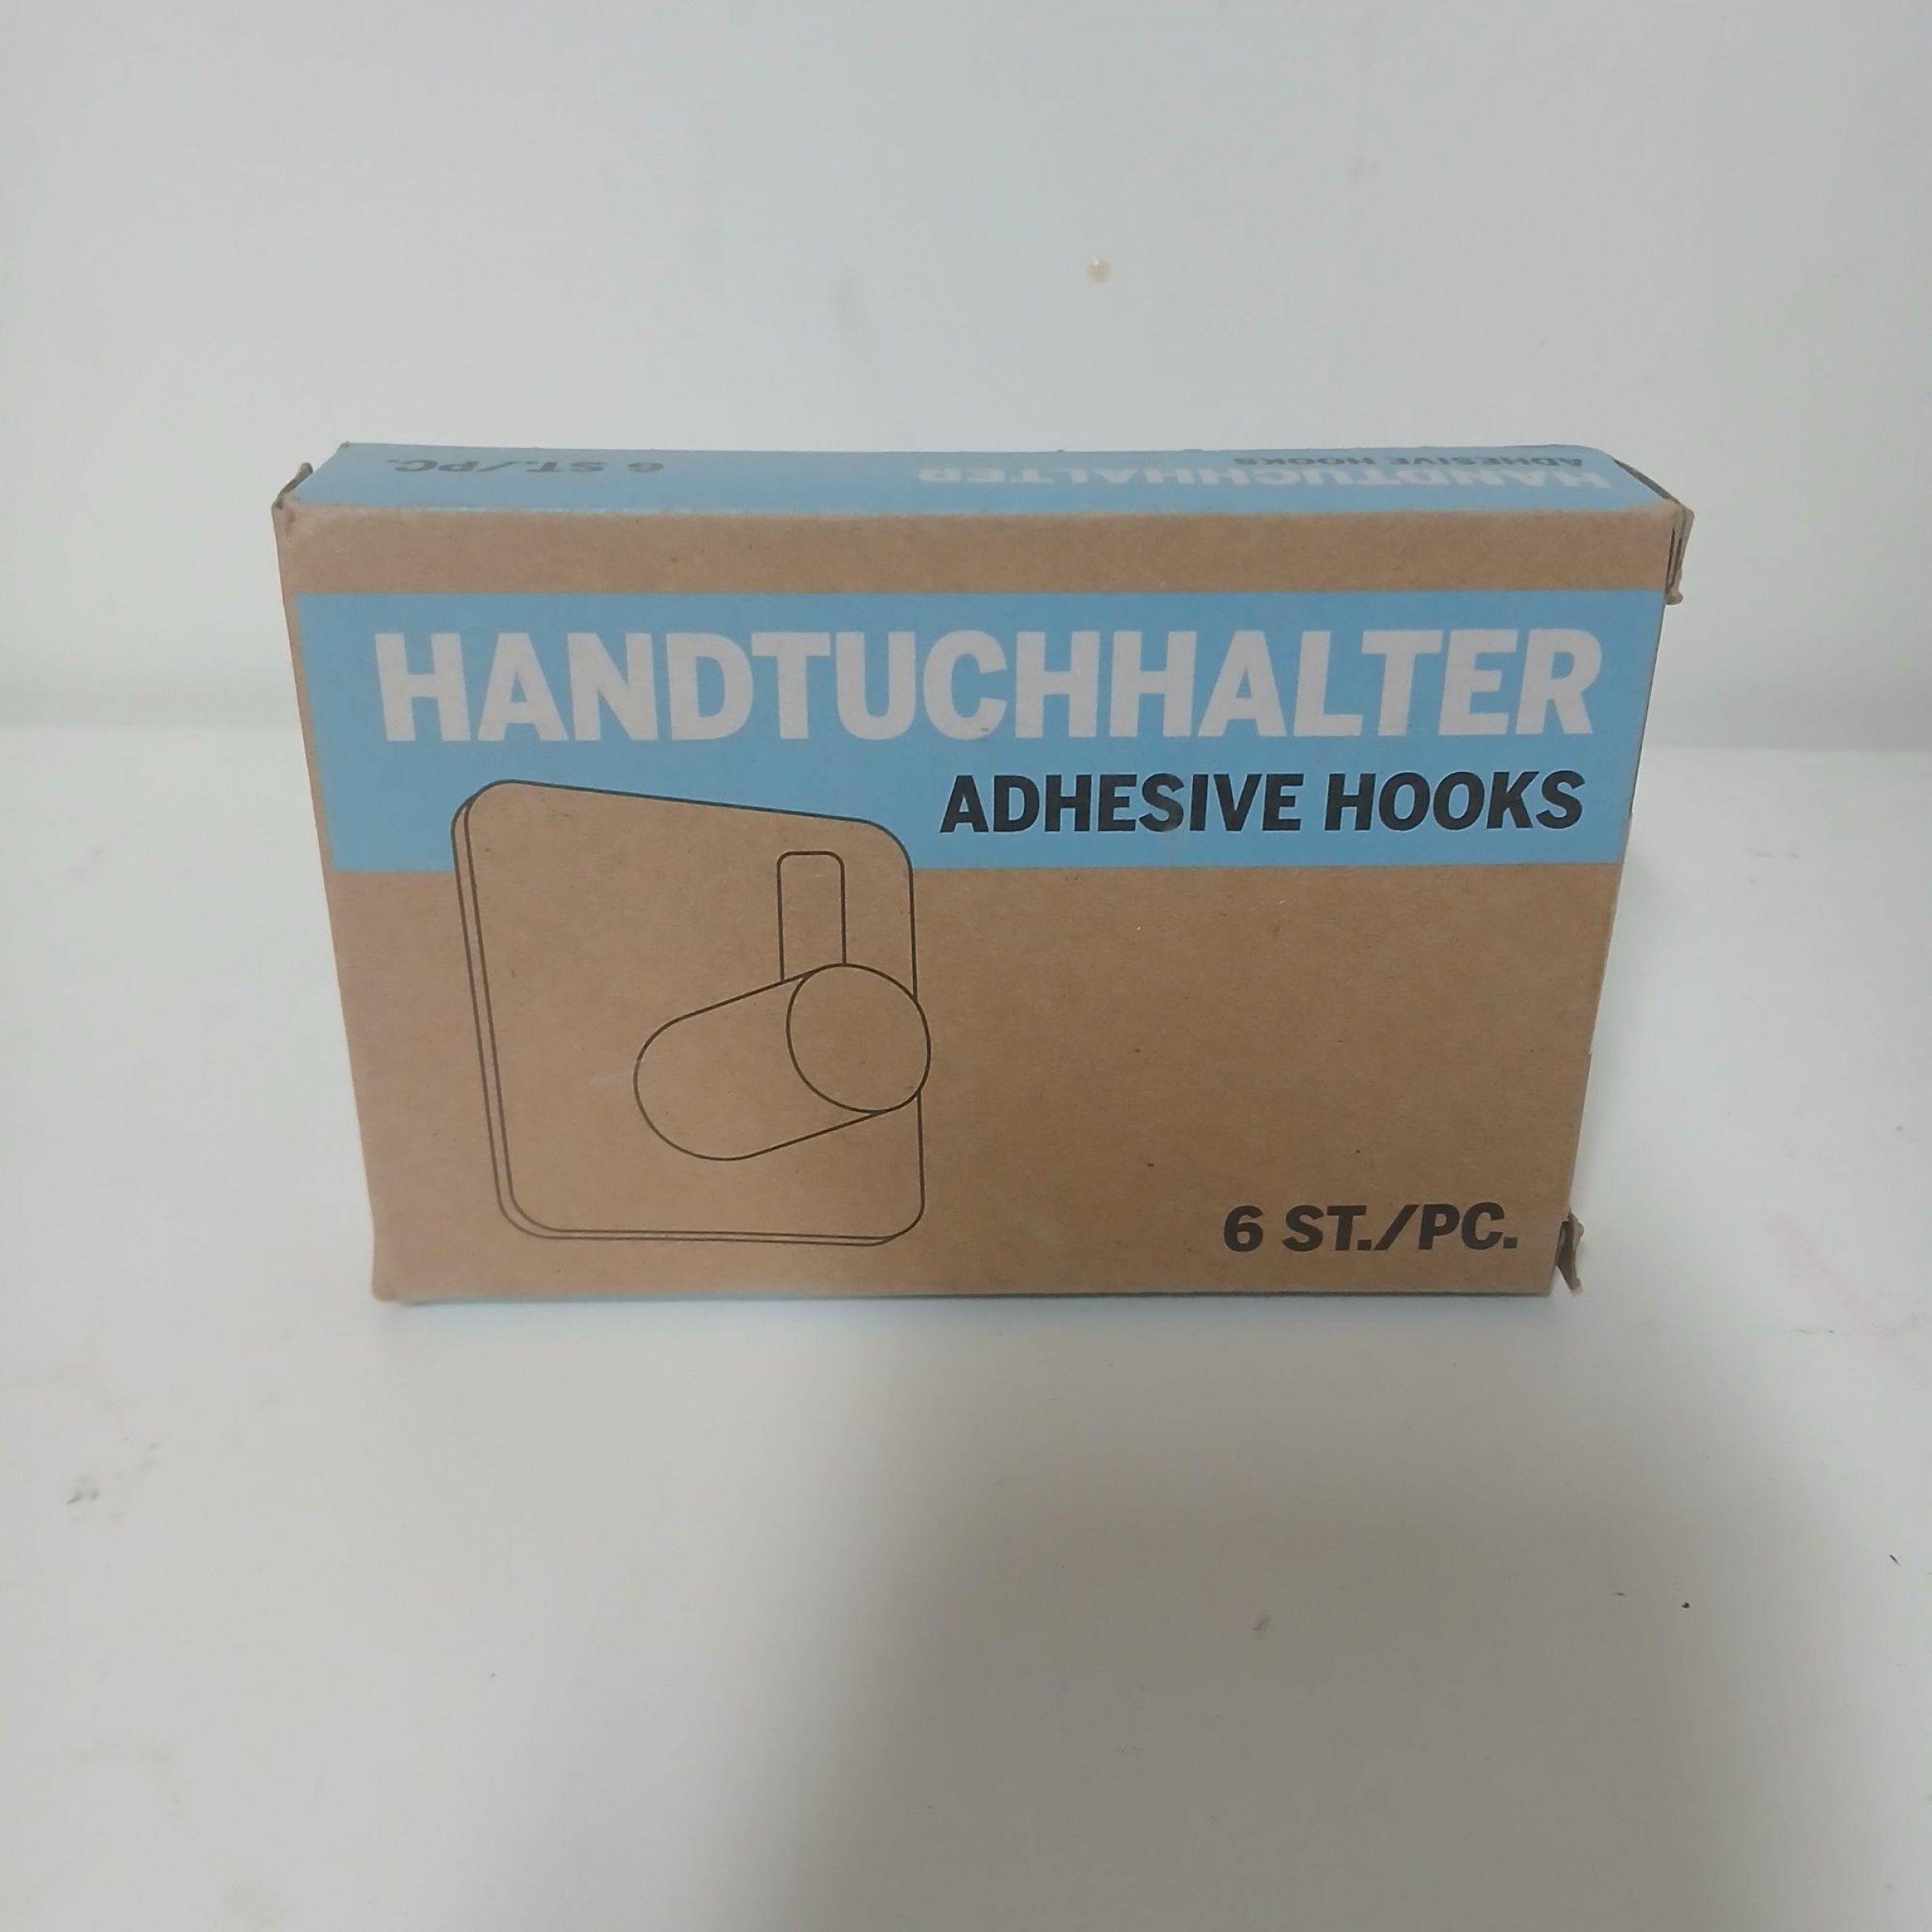 6 ST./PC.
HANDTUCHHALTER
ADHESIVE HOOKS
HANDTUCHHALTER
ADHESIVE HOOKS
6 ST./PC.